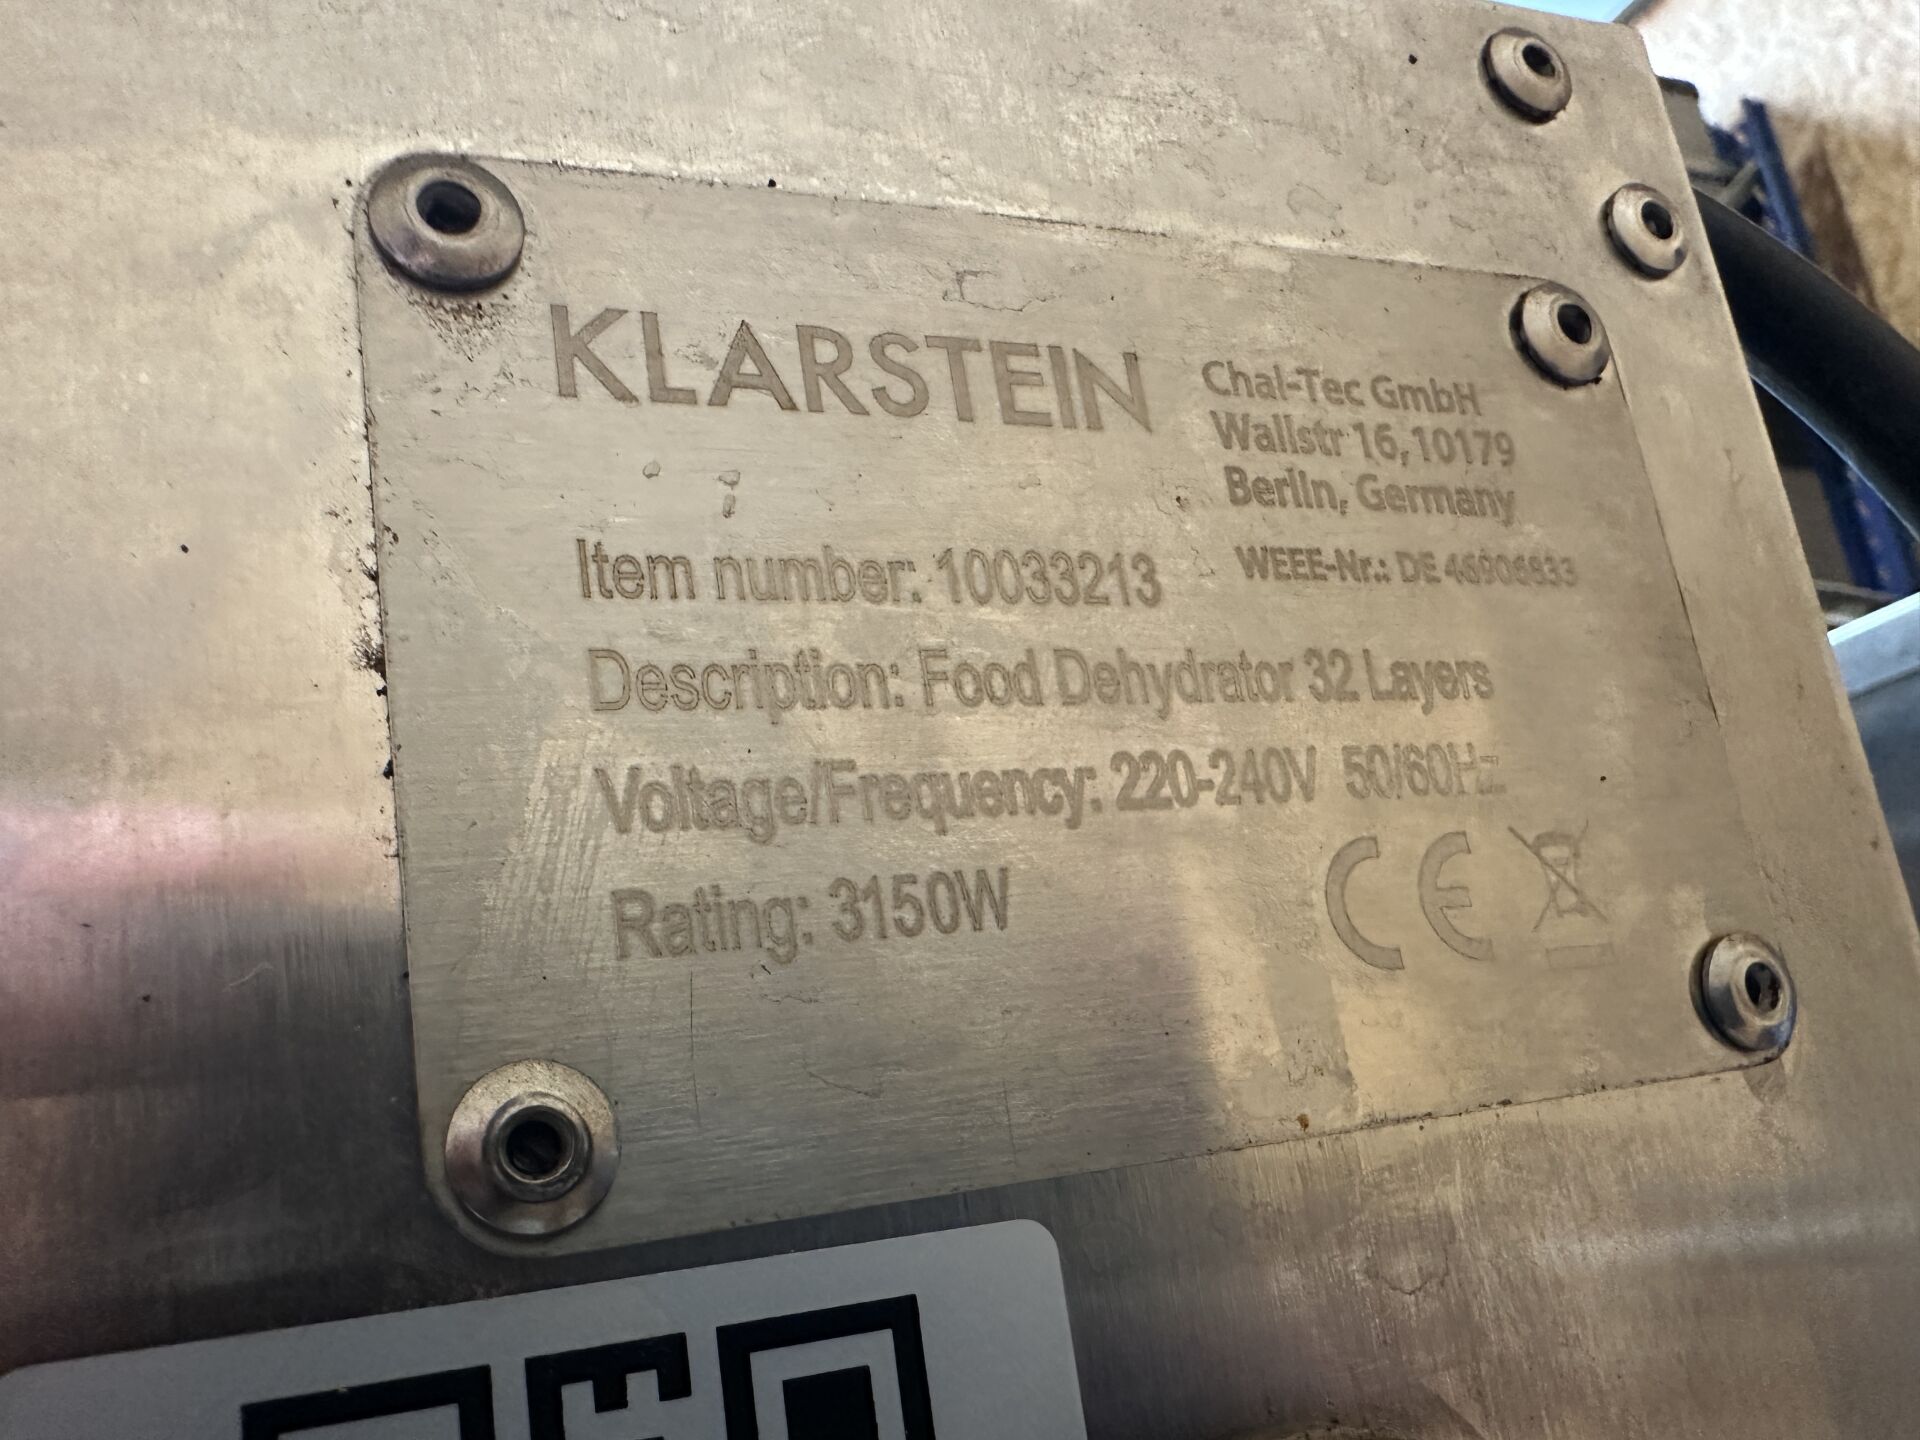 KLARSTEIN
Chal-Tec GmbH
Wallstr 16, 10179
Berlin, Germany
Item number: 10033213
WEEE-Nr.: DE 46906833
Description: Food Dehydrator 32 Layers
Voltage/Frequency: 220-240V 50/60Hz
Rating: 3150W
CE